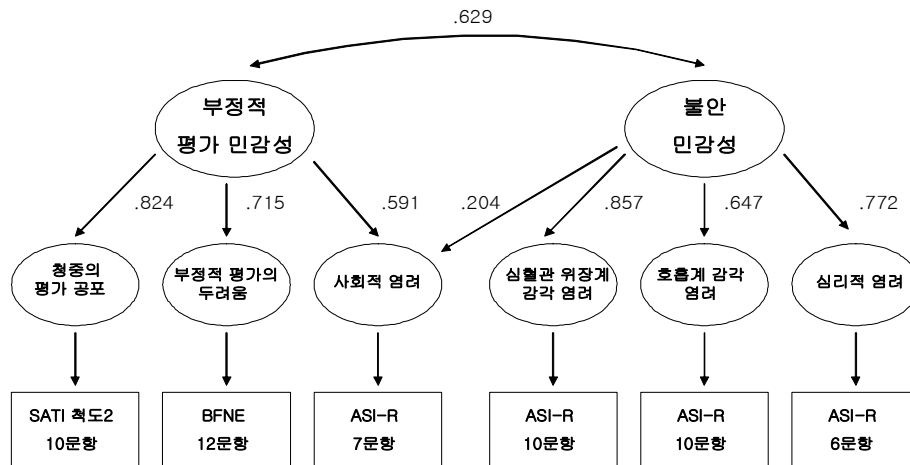 .629
부정적
평가 민감성
불안
민감성
.824
.715
.591
.204
.857
.647
.772
청중의
평가 공포
부정적 평가의
두려움
사회적 염려
심혈관 위장계
감각 염려
호흡계 감각
염려
심리적 염려
SATI 척도2
10문항
BFNE
12문항
ASI-R
7문항
ASI-R
10문항
ASI-R
10문항
ASI-R
6문항